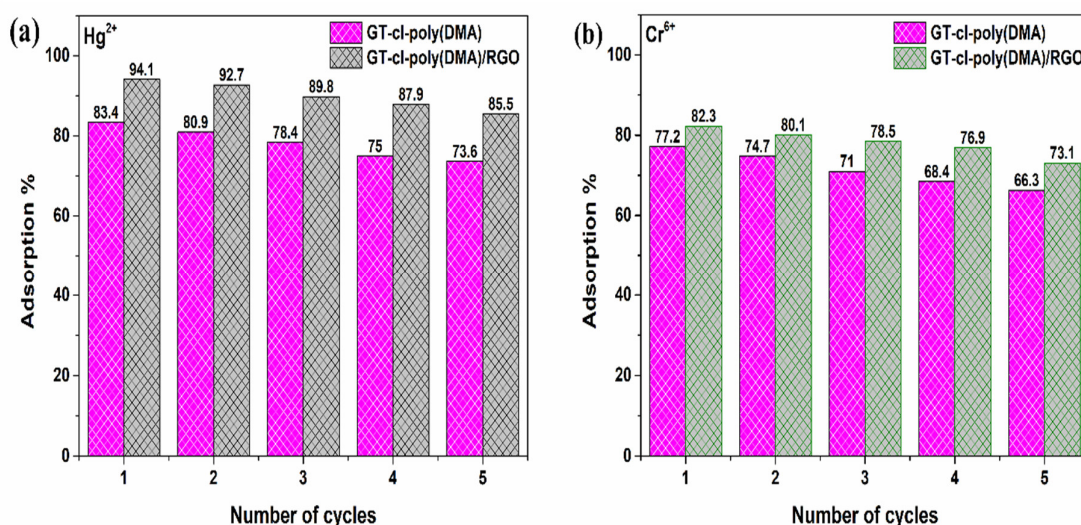 (a)
Hg2+
GT-cl-poly(DMA)
GT-cl-poly(DMA)/RGO
100
80
60
40
20
0
Adsorption %
83.4
94.1
80.9
92.7
78.4
89.8
75
87.9
73.6
85.5
1 2 3 4 5
Number of cycles
(b)
Cr6+
GT-cl-poly(DMA)
GT-cl-poly(DMA)/RGO
100
80
60
40
20
0
Adsorption %
77.2
82.3
74.7
80.1
71
78.5
68.4
76.9
66.3
73.1
1 2 3 4 5
Number of cycles